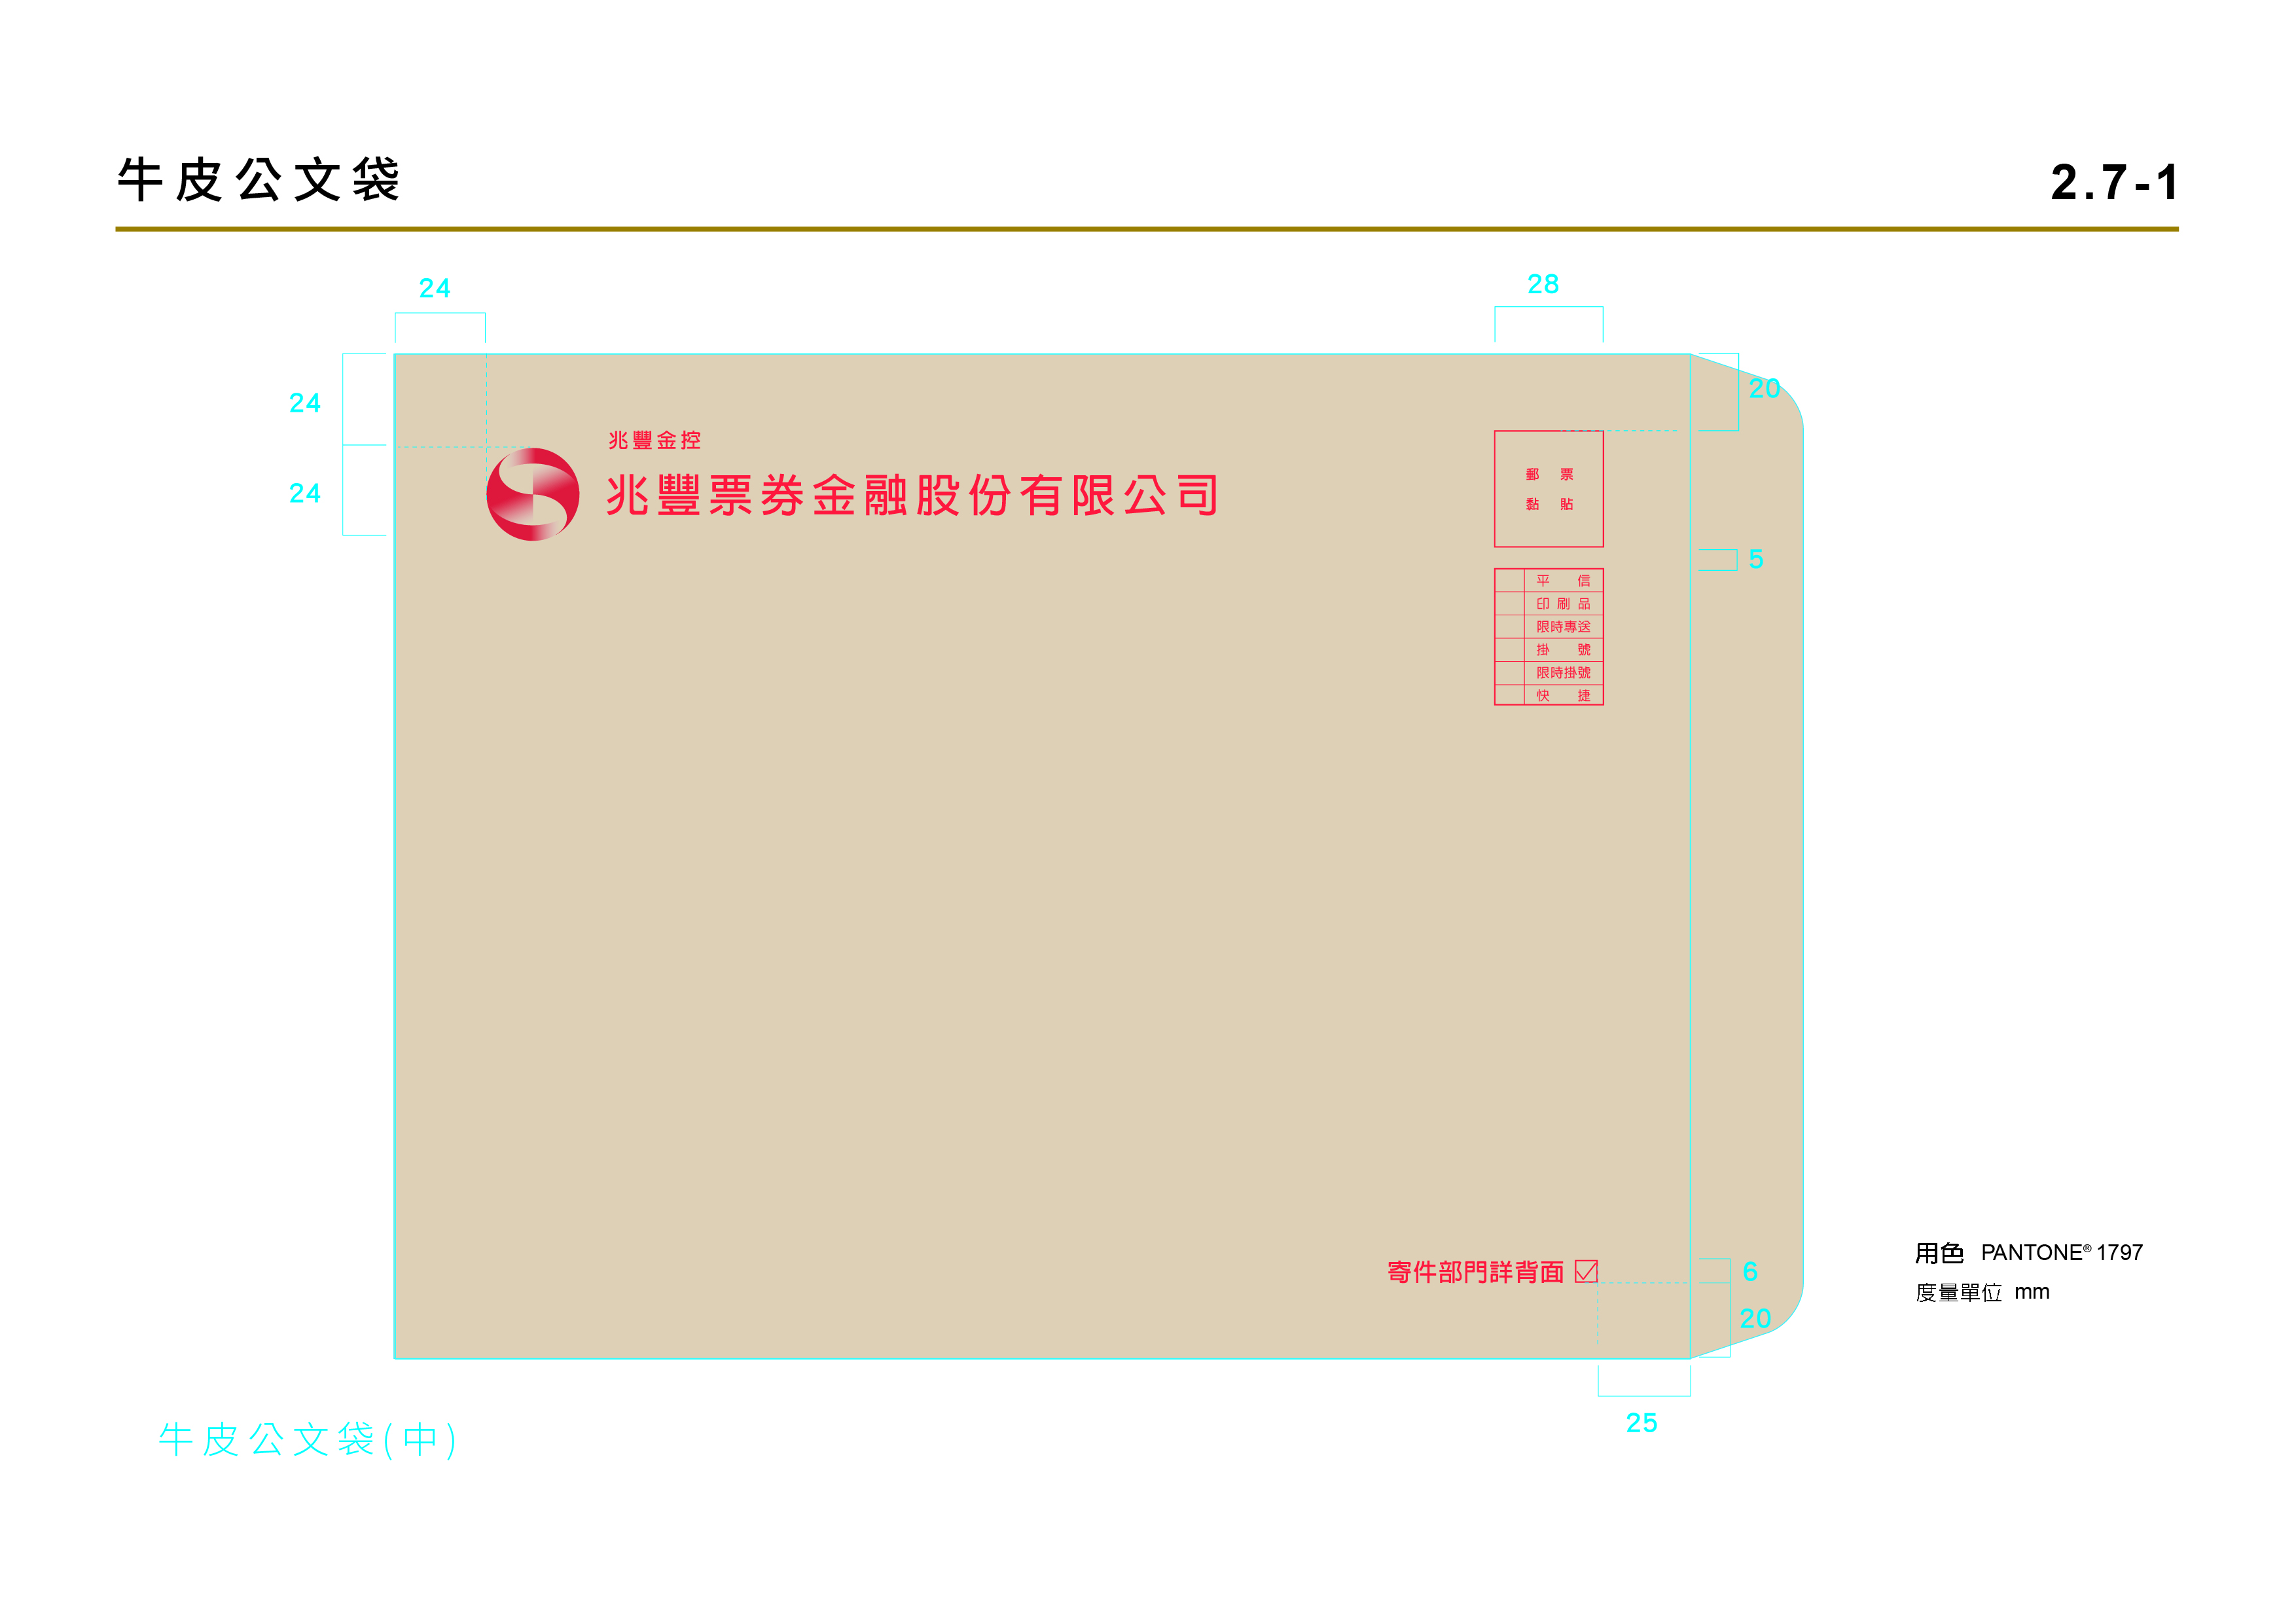 牛皮公文袋
2.7-1
24
28
24
20
兆豐金控
24
兆豐票券金融股份有限公司
郵 票
黏 貼
5
平 信
印 刷 品
限時專送
掛 號
限時掛號
快 捷
寄件部門詳背面
6
20
25
用色 PANTONE® 1797
度量單位 mm
牛皮公文袋(中)